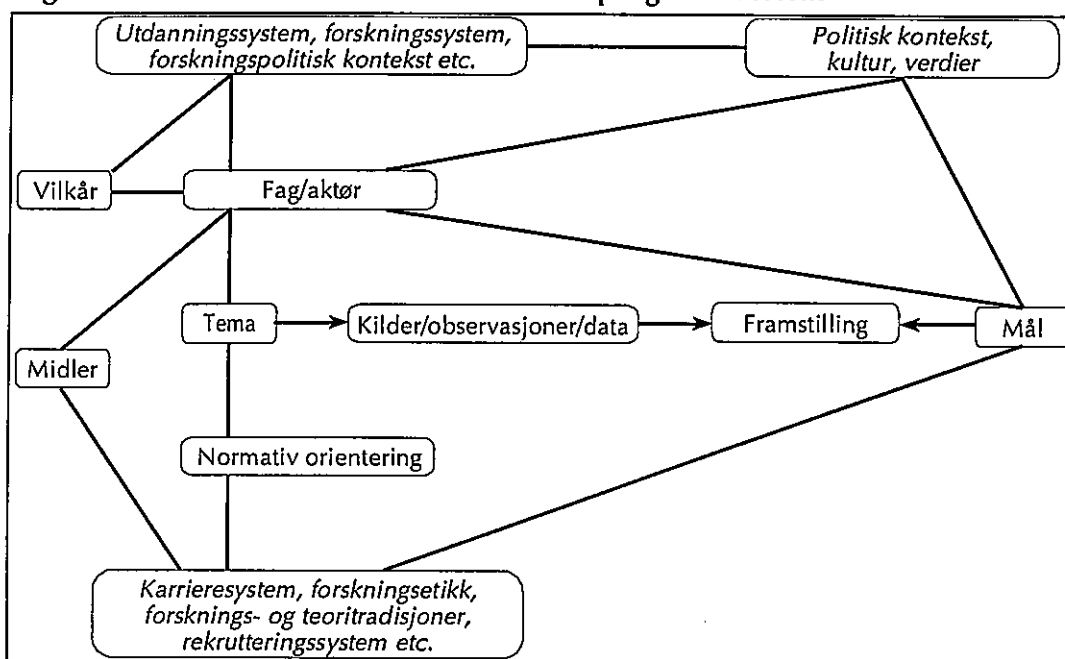 Utdanningssystem, forskningssystem,
forskningspolitisk kontekst etc.
Politisk kontekst,
kultur, verdier
Vilkår
Fag/aktør
Tema
Kilder/observasjoner/data
Framstilling
Mål
Midler
Normativ orientering
Karrieresystem, forskningsetikk,
forsknings- og teoritradisjoner,
rekrutteringssystem etc.